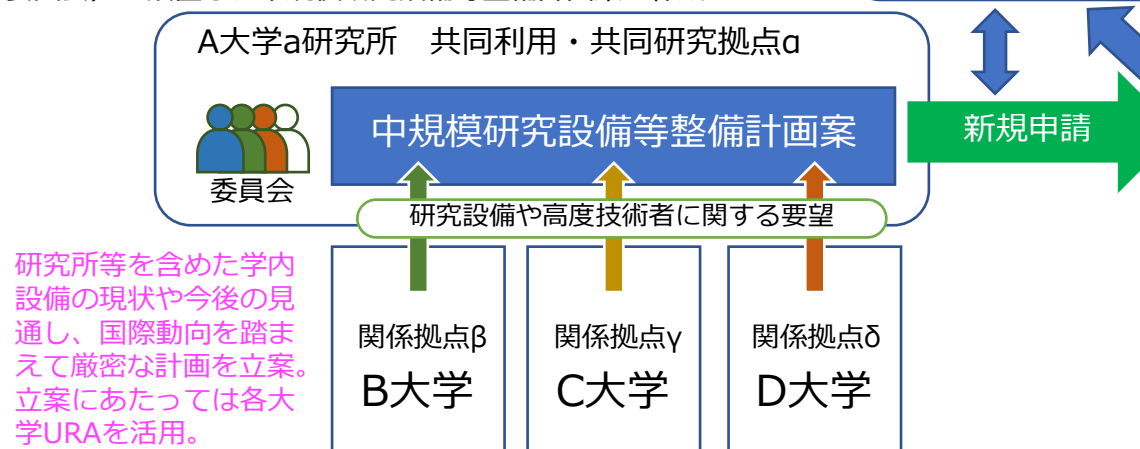 A大学a研究所　共同利用・共同研究拠点α
中規模研究設備等整備計画案
新規申請
委員会
研究設備や高度技術者に関する要望
研究所等を含めた学内
設備の現状や今後の見
通し、国際動向を踏ま
えて厳密な計画を立案。
立案にあたっては各大
学URAを活用。
関係拠点β
B大学
関係拠点γ
C大学
関係拠点δ
D大学